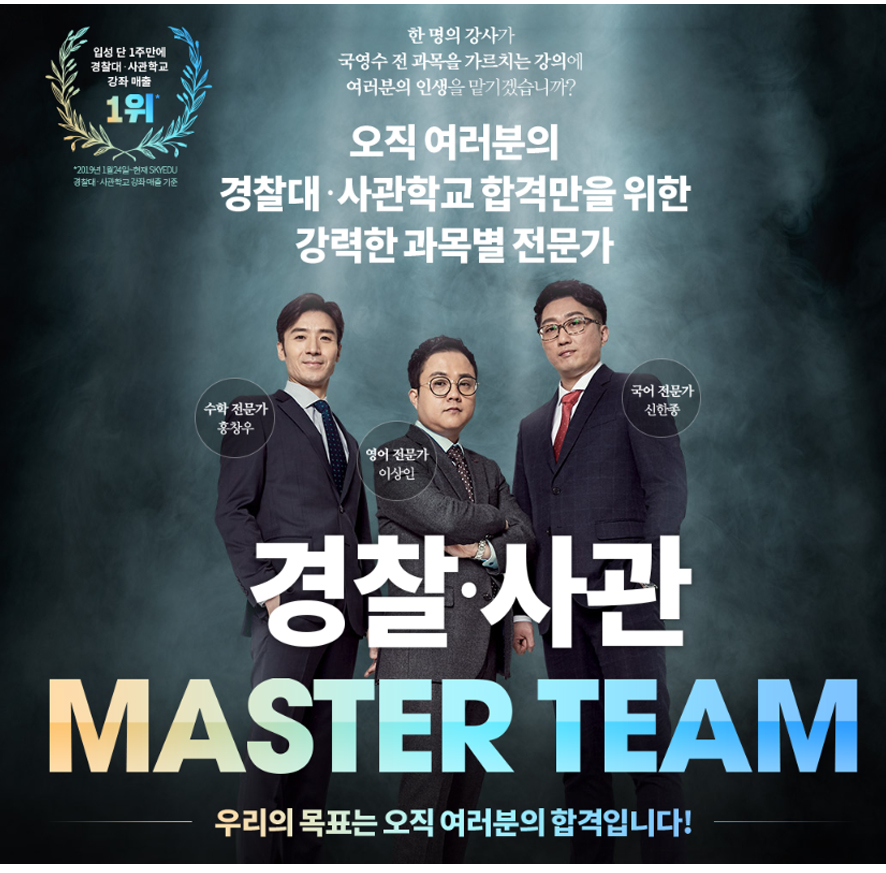 입성 단 1주만에
경찰대·사관학교
강좌 매출
1위*
*2019년 1월24일~현재 SKYEDU
경찰대·사관학교 강좌 매출 기준
한 명의 강사가
국영수 전 과목을 가르치는 강의에
여러분의 인생을 맡기겠습니까?
오직 여러분의
경찰대·사관학교 합격만을 위한
강력한 과목별 전문가
수학 전문가
홍창우
영어 전문가
이상인
국어 전문가
신한종
경찰·사관
MASTER TEAM
우리의 목표는 오직 여러분의 합격입니다!